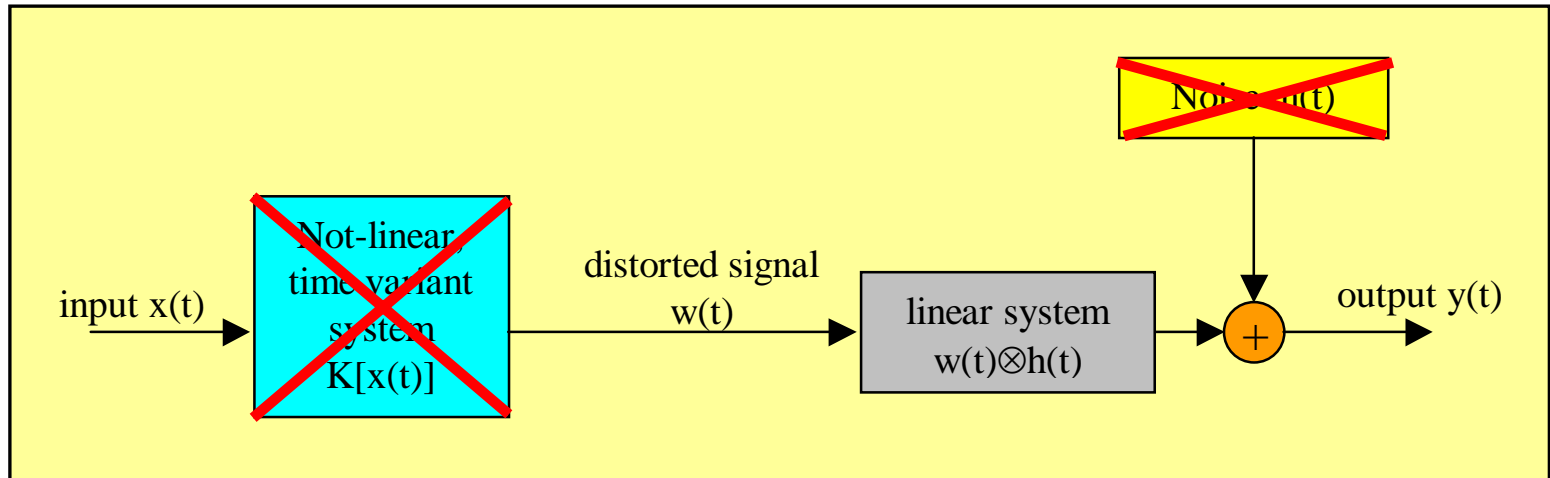 Noise n(t)
Not-linear,
time variant
system
K[x(t)]
input x(t)
distorted signal
w(t)
linear system
w(t)⊗h(t)
+
output y(t)